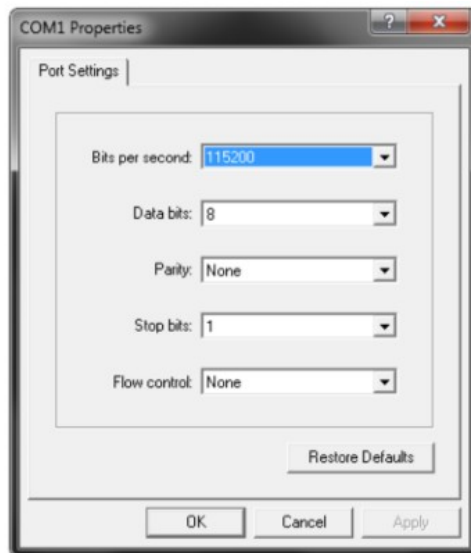 COM1 Properties
Port Settings
Bits per second: 115200
Data bits: 8
Parity: None
Stop bits: 1
Flow control: None
Restore Defaults
OK Cancel Apply